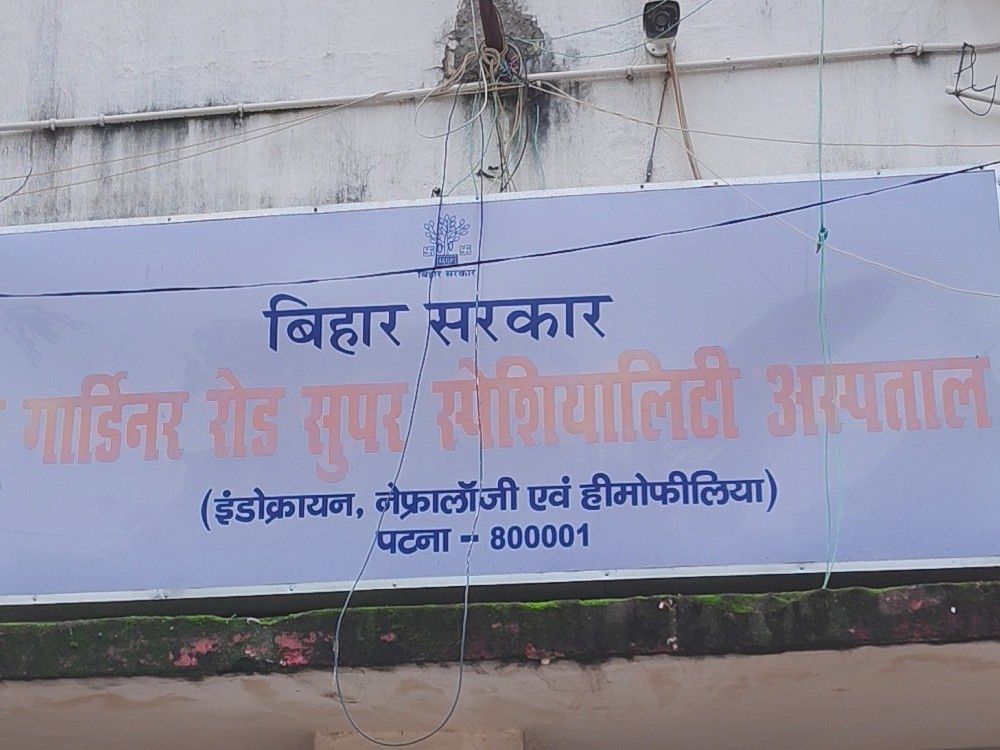 बिहार सरकार
बिहार सरकार
गार्डिनर रोड सुपर स्पेशियालिटी अस्पताल
(इंडोक्रायन, नेफ्रालॉजी एवं हीमोफीलिया)
पटना - 800001